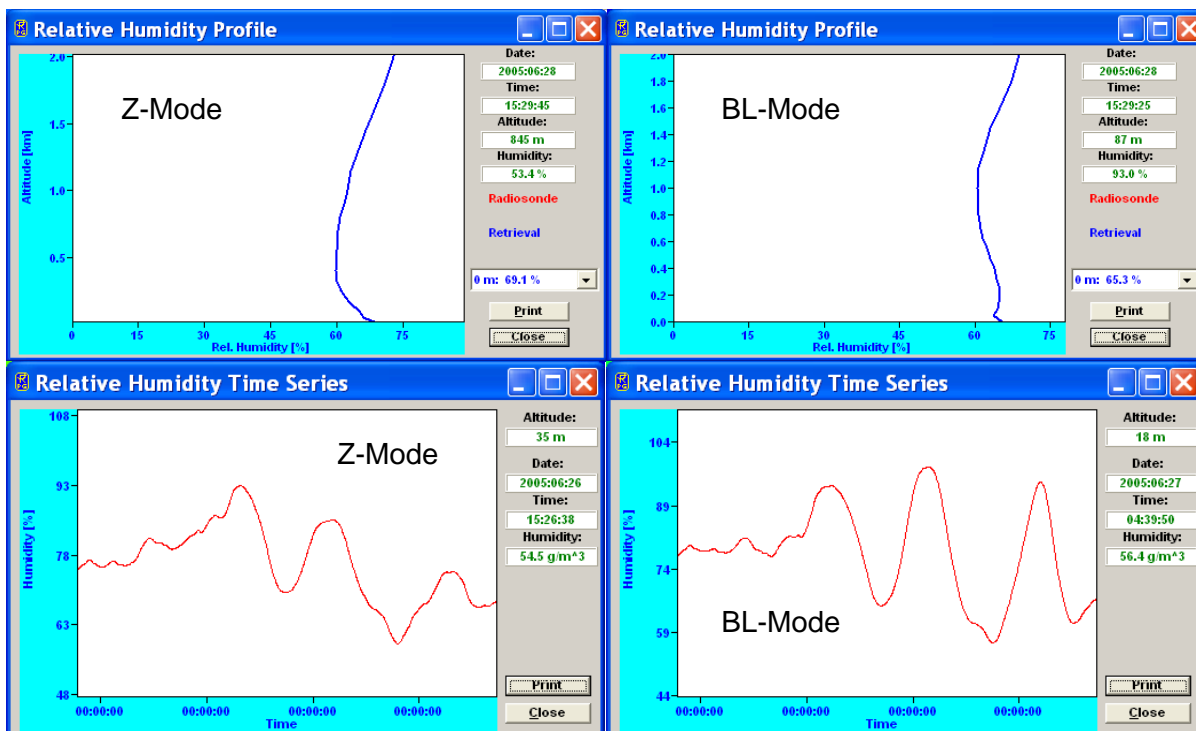 Relative Humidity Profile
2.0
1.5
1.0
0.5
Altitude [km]
Z-Mode
0
15
30
45
60
75
Rel. Humidity [%]
Date:
2005:06:28
Time:
15:29:45
Altitude:
845 m
Humidity:
53.4 %
Radiosonde
Retrieval
0 m: 69.1 %
Print
Close
Relative Humidity Profile
2.0
1.8
1.6
1.4
1.2
1.0
0.8
0.6
0.4
0.2
0.0
Altitude [km]
BL-Mode
0
15
30
45
60
75
Rel. Humidity [%]
Date:
2005:06:28
Time:
15:29:25
Altitude:
87 m
Humidity:
93.0 %
Radiosonde
Retrieval
0 m: 65.3 %
Print
Close
Relative Humidity Time Series
108
93
78
63
48
Humidity [%]
Z-Mode
00:00:00
00:00:00
00:00:00
00:00:00
Time
Altitude:
35 m
Date:
2005:06:26
Time:
15:26:38
Humidity:
54.5 g/m^3
Print
Close
Relative Humidity Time Series
104
89
74
59
44
Humidity [%]
BL-Mode
00:00:00
00:00:00
00:00:00
00:00:00
Time
Altitude:
18 m
Date:
2005:06:27
Time:
04:39:50
Humidity:
56.4 g/m^3
Print
Close